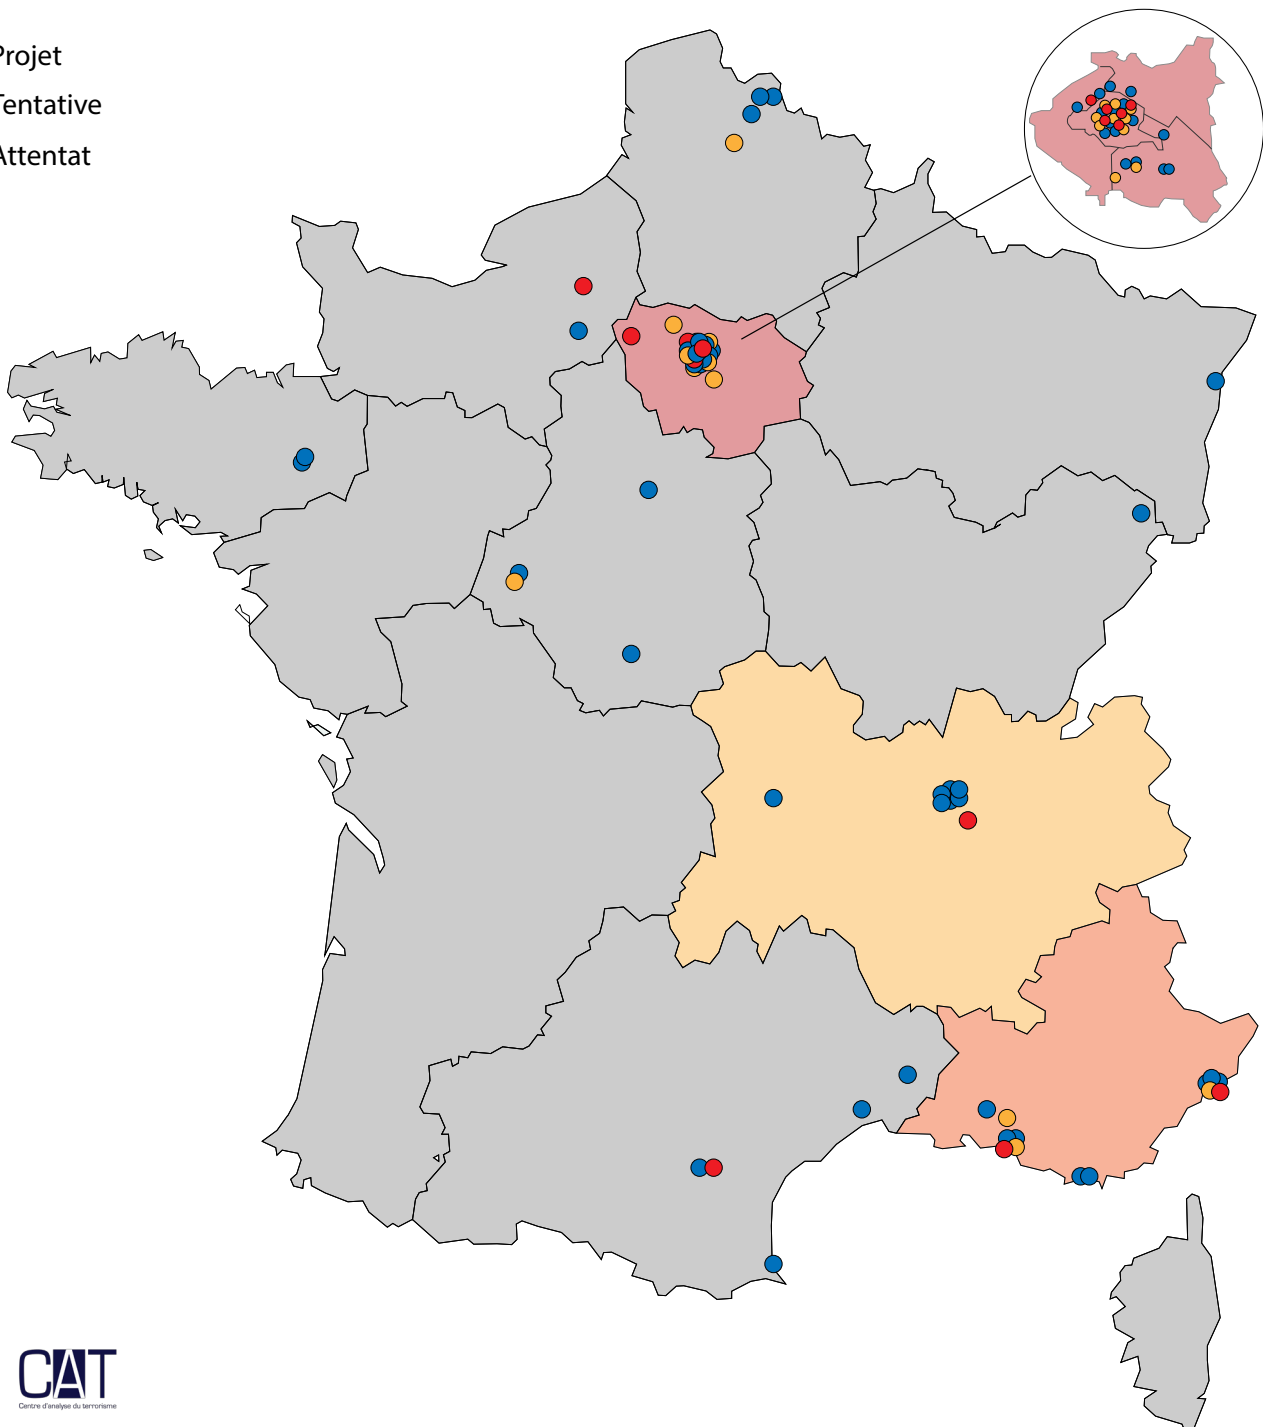 Projet
Tentative
Attentat
CAT
Centre d'analyse du terrorisme